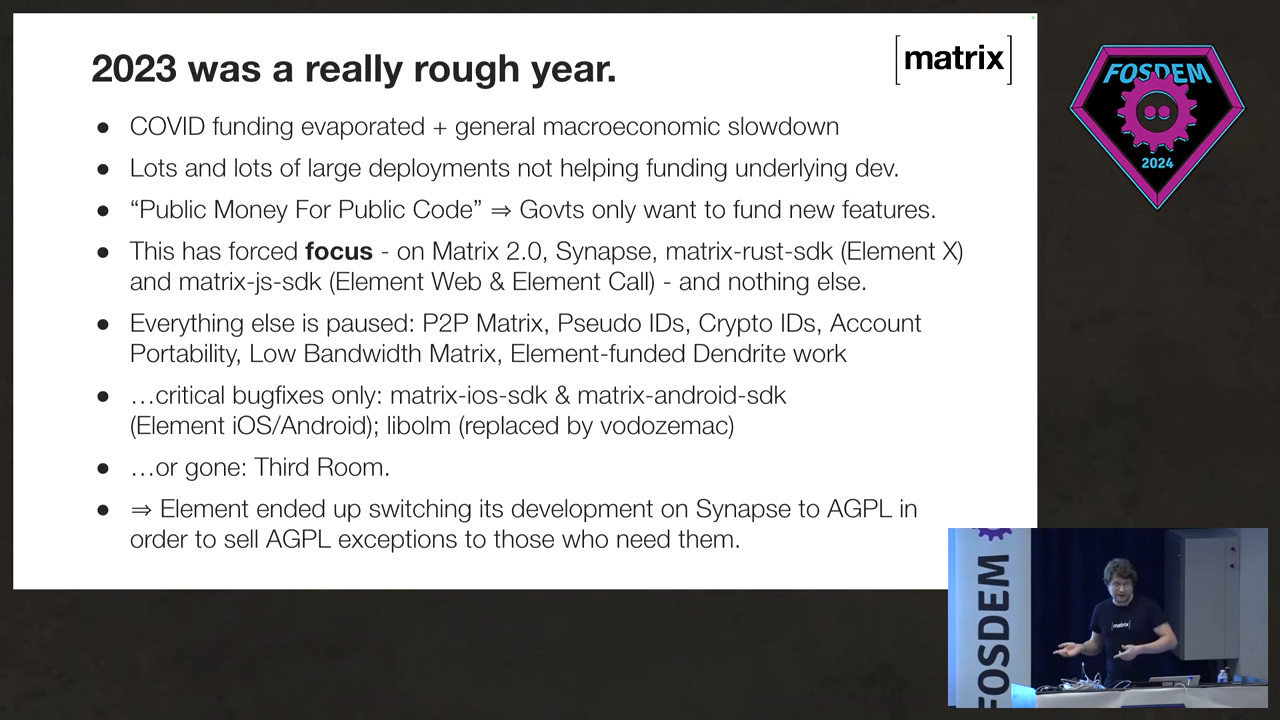 2023 was a really rough year.
[matrix]
● COVID funding evaporated + general macroeconomic slowdown
● Lots and lots of large deployments not helping funding underlying dev.
● “Public Money For Public Code” ⇒ Govts only want to fund new features.
● This has forced focus - on Matrix 2.0, Synapse, matrix-rust-sdk (Element X)
and matrix-js-sdk (Element Web & Element Call) - and nothing else.
● Everything else is paused: P2P Matrix, Pseudo IDs, Crypto IDs, Account
Portability, Low Bandwidth Matrix, Element-funded Dendrite work
● …critical bugfixes only: matrix-ios-sdk & matrix-android-sdk
(Element iOS/Android); libolm (replaced by vodozemac)
● …or gone: Third Room.
● ⇒ Element ended up switching its development on Synapse to AGPL in
order to sell AGPL exceptions to those who need them.
FOSDEM
2024
FOSDEM
[matrix]